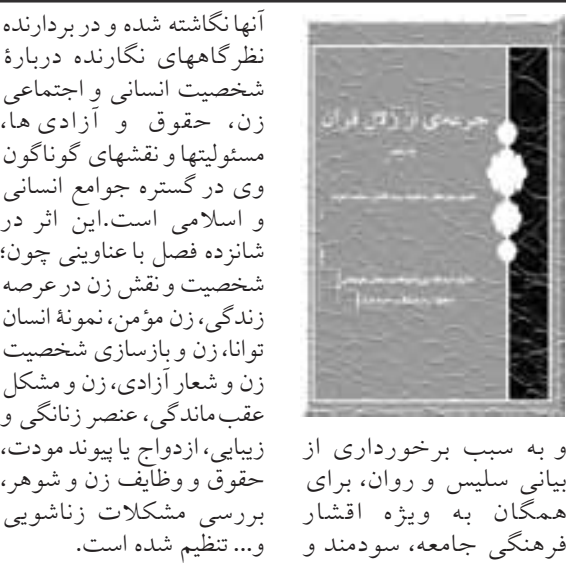 جرعه‌ای از زلال قرآن
و به سبب برخورداری از
بیانی سلیس و روان، برای
همگان به ویژه اقشار
فرهنگی جامعه، سودمند و
آنها نگاشته شده و در بردارنده
نظرگاههای نگارنده دربارۀ
شخصیت انسانی و اجتماعی
زن، حقوق و آزادی ها،
مسئولیتها و نقشهای گوناگون
وی در گستره جوامع انسانی
و اسلامی است.این اثر در
شانزده فصل با عناوینی چون؛
شخصیت و نقش زن در عرصه
زندگی، زن مؤمن، نمونۀ انسان
توانا، زن و بازسازی شخصیت
زن و شعار آزادی، زن و مشکل
عقب‌ماندگی، عنصر زنانگی و
زیبایی، ازدواج یا پیوند مودت،
حقوق و وظایف زن و شوهر،
بررسی مشکلات زناشویی
و... تنظیم شده است.